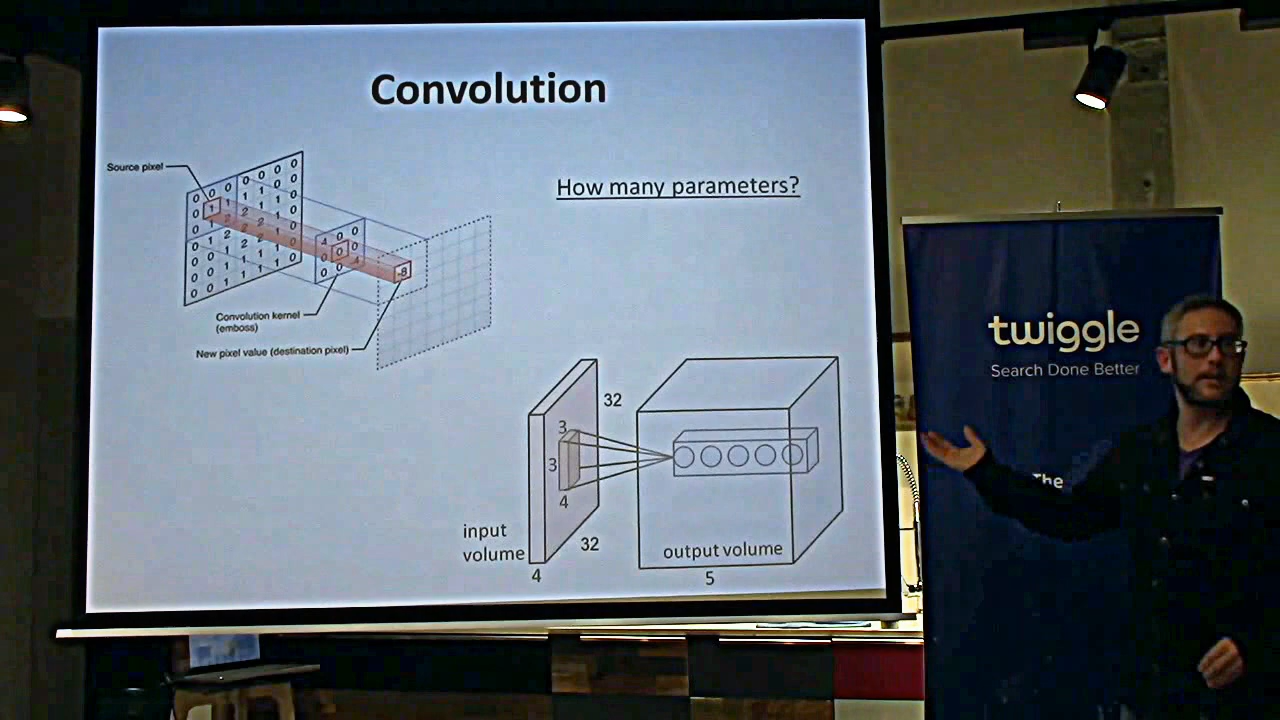 Convolution
Source pixel
How many parameters?
Convolution kernel
(emboss)
New pixel value (destination pixel)
-8
32
3
3
4
input
volume
32
4
output volume
5
twiggle
Search Done Better
The